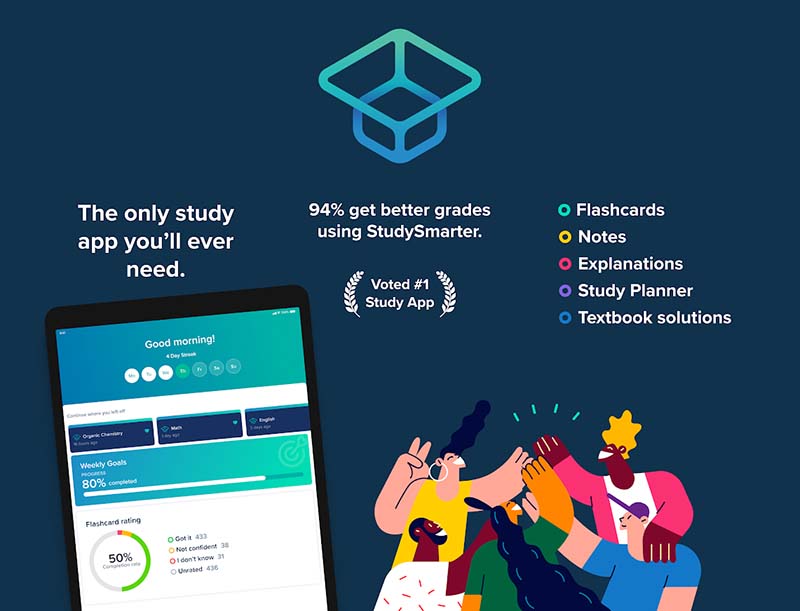 The only study
app you'll ever
need.
94% get better grades
using StudySmarter.
Voted #1
Study App
Flashcards
Notes
Explanations
Study Planner
Textbook solutions
Good morning!
4 Day Streak
Mo Tu We Th Fr Sa Su
Continue where you left off
Organic Chemistry
Math
English
Weekly Goals
PROGRESS
80% completed
Flashcard rating
50%
Completion rate
Got it 433
Not confident 38
I don't know 31
Unrated 436